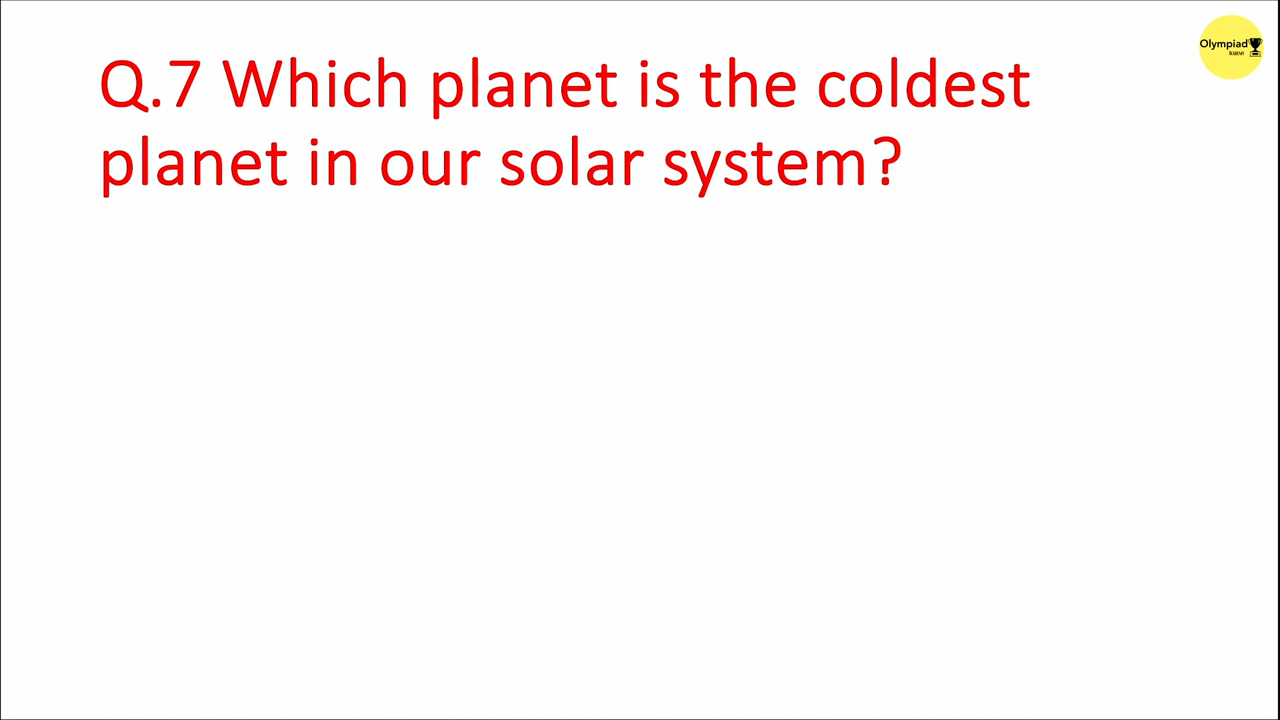 Q.7 Which planet is the coldest
planet in our solar system?
Olympiad